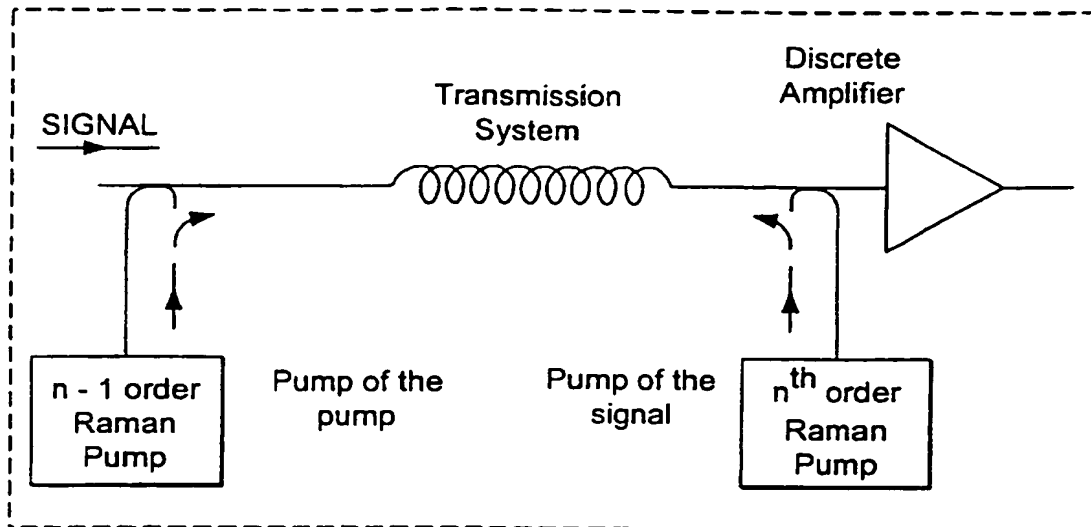 Discrete
Amplifier
Transmission
System
SIGNAL
n - 1 order
Raman
Pump
Pump of the
pump
Pump of the
signal
nth order
Raman
Pump